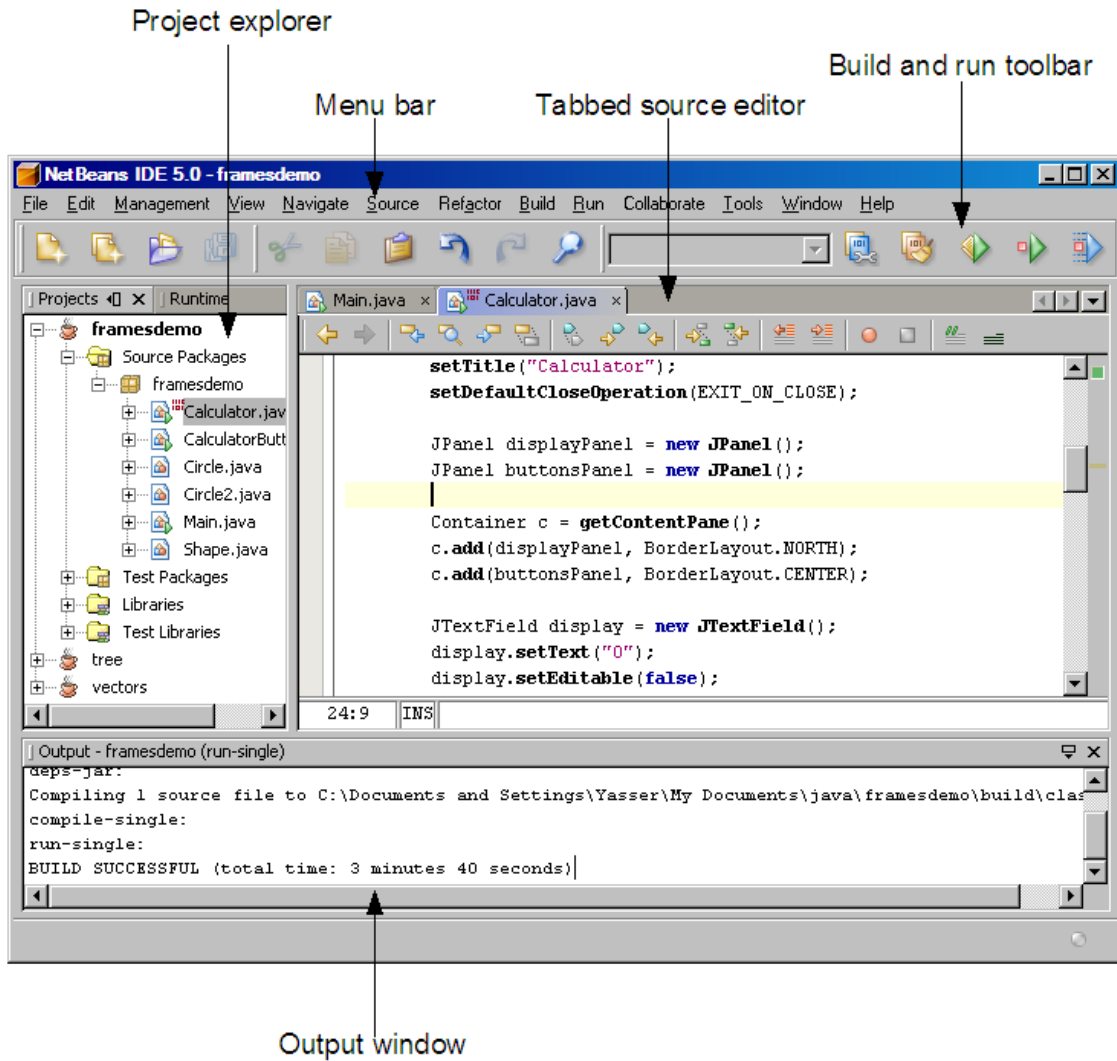 Project explorer
Build and run toolbar
Menu bar
Tabbed source editor
NetBeans IDE 5.0 - framesdemo
File Edit Management View Navigate Source Refactor Build Run Collaborate Tools Window Help
Projects
Runtime
Main.java
Calculator.java
framesdemo
Source Packages
framesdemo
Calculator.jav
CalculatorButt
Circle.java
Circle2.java
Main.java
Shape.java
Test Packages
Libraries
Test Libraries
tree
vectors
setTitle("Calculator");
setDefaultCloseOperation(EXIT_ON_CLOSE);
JPanel displayPanel = new JPanel();
JPanel buttonsPanel = new JPanel();
Container c = getContentPane();
c.add(displayPanel, BorderLayout.NORTH);
c.add(buttonsPanel, BorderLayout.CENTER);
JTextField display = new JTextField();
display.setText("0");
display.setEditable(false);
24:9 INS
Output - framesdemo (run-single)
deps-jar:
Compiling 1 source file to C:\Documents and Settings\Yasser\My Documents\java\framesdemo\build\clas
compile-single:
run-single:
BUILD SUCCESSFUL (total time: 3 minutes 40 seconds)
Output window